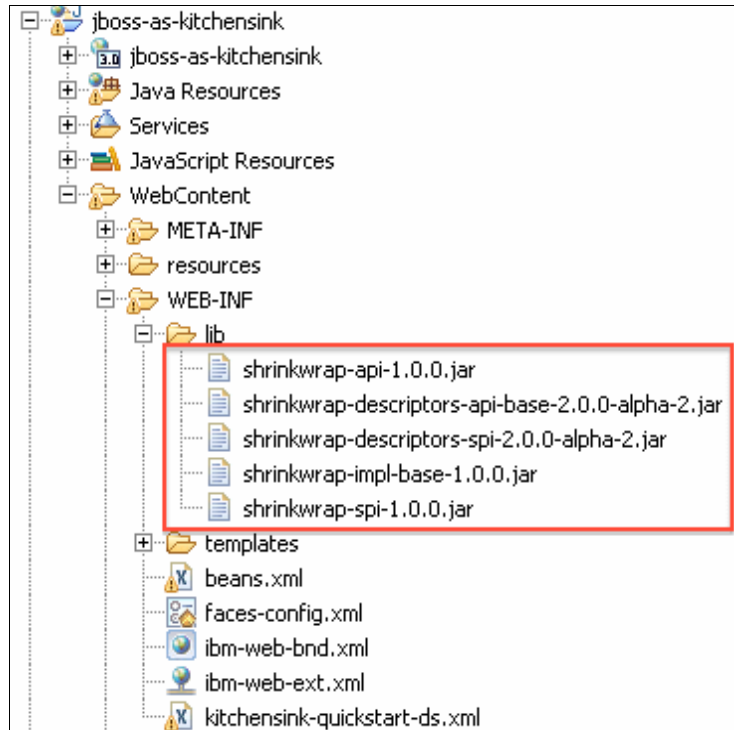 jboss-as-kitchensink
3.0 jboss-as-kitchensink
Java Resources
Services
JavaScript Resources
WebContent
META-INF
resources
WEB-INF
lib
shrinkwrap-api-1.0.0.jar
shrinkwrap-descriptors-api-base-2.0.0-alpha-2.jar
shrinkwrap-descriptors-spi-2.0.0-alpha-2.jar
shrinkwrap-impl-base-1.0.0.jar
shrinkwrap-spi-1.0.0.jar
templates
beans.xml
faces-config.xml
ibm-web-bnd.xml
ibm-web-ext.xml
kitchensink-quickstart-ds.xml